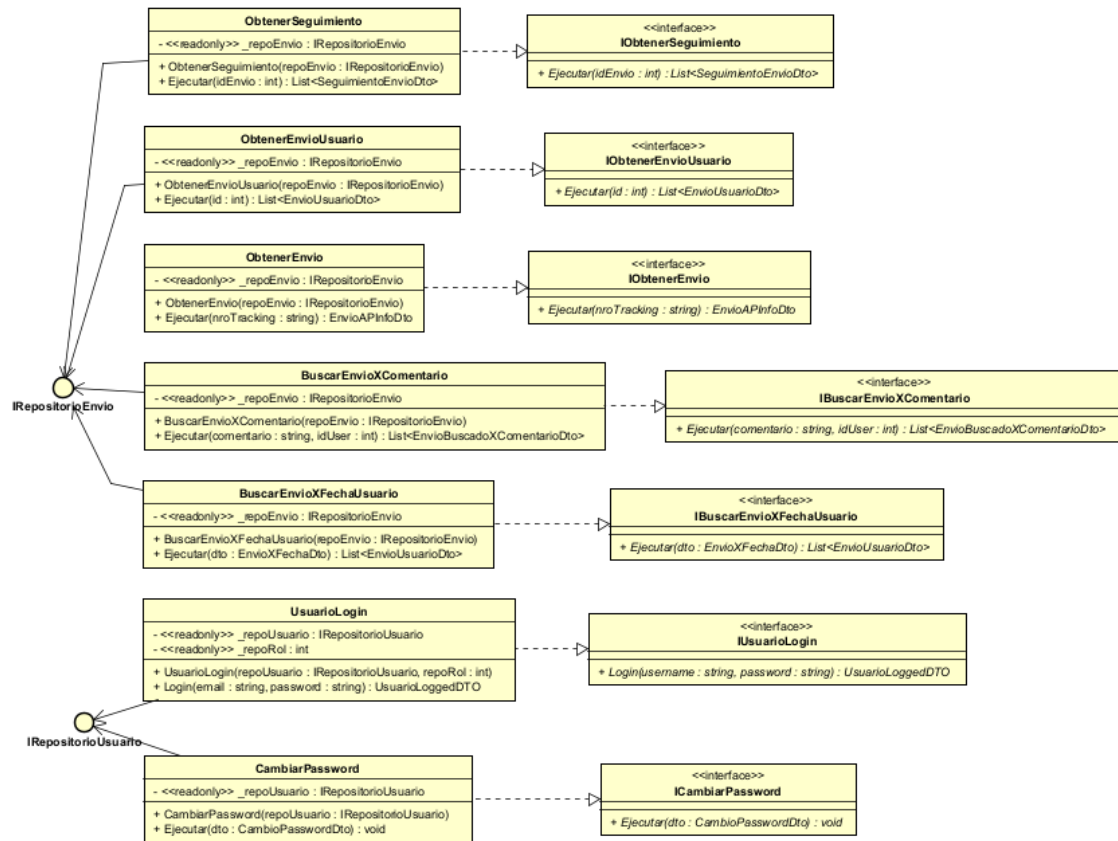 ObtenerSeguimiento
- <<readonly>> _repoEnvio : IRepositorioEnvio
+ ObtenerSeguimiento(repoEnvio : IRepositorioEnvio)
+ Ejecutar(idEnvio : int) : List<SeguimientoEnvioDto>
<<interface>>
IObtenerSeguimiento
+ Ejecutar(idEnvio : int) : List<SeguimientoEnvioDto>
ObtenerEnvioUsuario
- <<readonly>> _repoEnvio : IRepositorioEnvio
+ ObtenerEnvioUsuario(repoEnvio : IRepositorioEnvio)
+ Ejecutar(id : int) : List<EnvioUsuarioDto>
<<interface>>
IObtenerEnvioUsuario
+ Ejecutar(id : int) : List<EnvioUsuarioDto>
ObtenerEnvio
- <<readonly>> _repoEnvio : IRepositorioEnvio
+ ObtenerEnvio(repoEnvio : IRepositorioEnvio)
+ Ejecutar(nroTracking : string) : EnvioAPInfoDto
<<interface>>
IObtenerEnvio
+ Ejecutar(nroTracking : string) : EnvioAPInfoDto
IRepositorioEnvio
BuscarEnvioXComentario
- <<readonly>> _repoEnvio : IRepositorioEnvio
+ BuscarEnvioXComentario(repoEnvio : IRepositorioEnvio)
+ Ejecutar(comentario : string, idUser : int) : List<EnvioBuscadoXComentarioDto>
<<interface>>
IBuscarEnvioXComentario
+ Ejecutar(comentario : string, idUser : int) : List<EnvioBuscadoXComentarioDto>
BuscarEnvioXFechaUsuario
- <<readonly>> _repoEnvio : IRepositorioEnvio
+ BuscarEnvioXFechaUsuario(repoEnvio : IRepositorioEnvio)
+ Ejecutar(dto : EnvioXFechaDto) : List<EnvioUsuarioDto>
<<interface>>
IBuscarEnvioXFechaUsuario
+ Ejecutar(dto : EnvioXFechaDto) : List<EnvioUsuarioDto>
UsuarioLogin
- <<readonly>> _repoUsuario : IRepositorioUsuario
- <<readonly>> _repoRol : int
+ UsuarioLogin(repoUsuario : IRepositorioUsuario, repoRol : int)
+ Login(email : string, password : string) : UsuarioLoggedDTO
<<interface>>
IUsuarioLogin
+ Login(username : string, password : string) : UsuarioLoggedDTO
IRepositorioUsuario
CambiarPassword
- <<readonly>> _repoUsuario : IRepositorioUsuario
+ CambiarPassword(repoUsuario : IRepositorioUsuario)
+ Ejecutar(dto : CambioPasswordDto) : void
<<interface>>
ICambiarPassword
+ Ejecutar(dto : CambioPasswordDto) : void